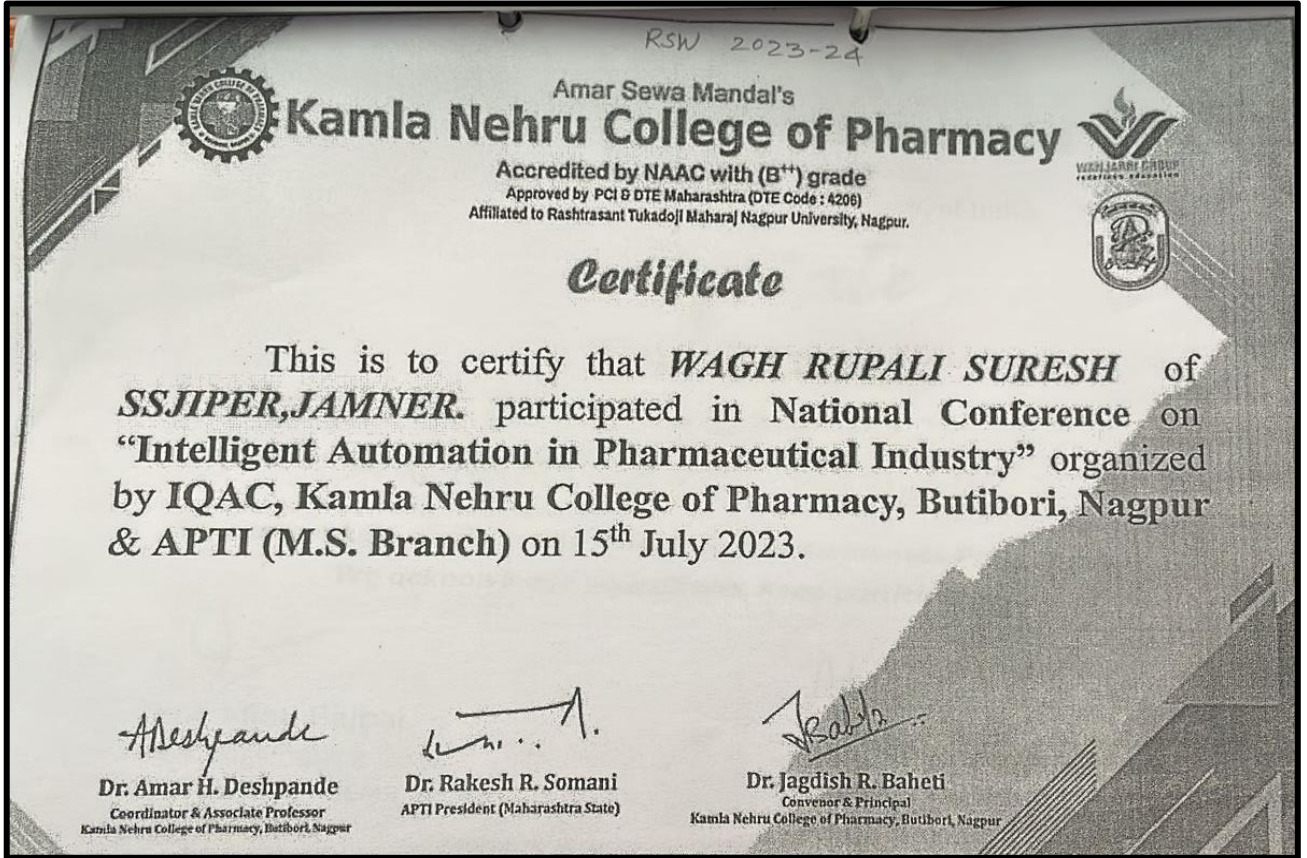 RSW 2023-24
Amar Sewa Mandal's
Kamla Nehru College of Pharmacy
Accredited by NAAC with (B++) grade
Approved by PCI & DTE Maharashtra (DTE Code : 4206)
Affiliated to Rashtrasant Tukadoji Maharaj Nagpur University, Nagpur.
WANJARRI GROUP
Certificate
This is to certify that WAGH RUPALI SURESH of
SSJIPER,JAMNER. participated in National Conference on
“Intelligent Automation in Pharmaceutical Industry” organized
by IQAC, Kamla Nehru College of Pharmacy, Butibori, Nagpur
& APTI (M.S. Branch) on 15th July 2023.
Dr. Amar H. Deshpande
Coordinator & Associate Professor
Kamla Nehru College of Pharmacy, Butibori, Nagpur
Dr. Rakesh R. Somani
APTI President (Maharashtra State)
Dr. Jagdish R. Baheti
Convenor & Principal
Kamla Nehru College of Pharmacy, Butibori, Nagpur